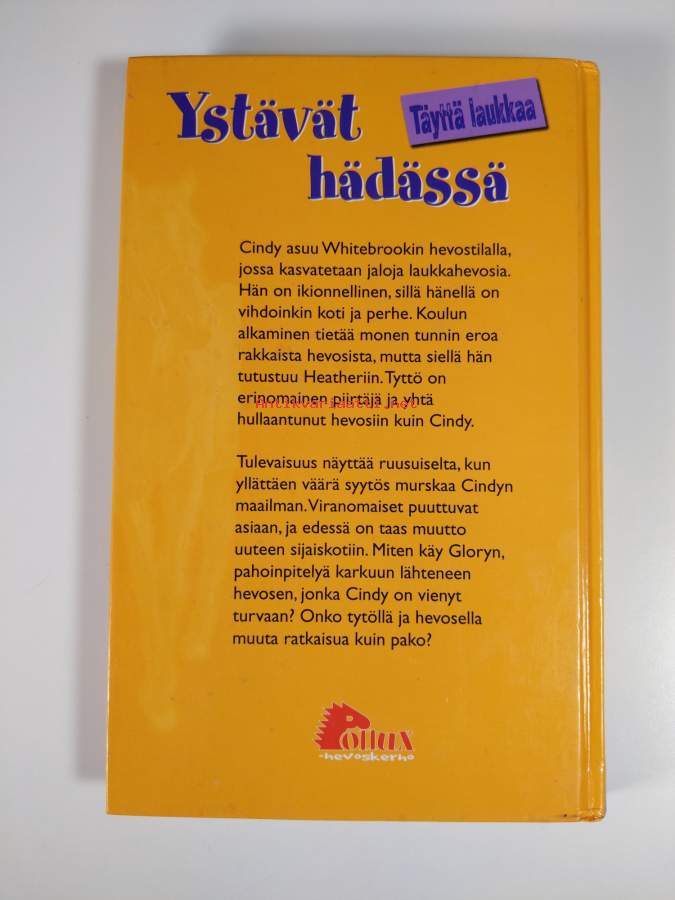 Ystävät
Täyttä laukkaa
hädässä
Cindy asuu Whitebrookin hevostilalla,
jossa kasvatetaan jaloja laukkahevosia.
Hän on ikionnellinen, sillä hänellä on
vihdoinkin koti ja perhe. Koulun
alkaminen tietää monen tunnin eroa
rakkaista hevosista, mutta siellä hän
tutustuu Heatheriin. Tyttö on
erinomainen piirtäjä ja yhtä
Antikvariaatti.net
hullaantunut hevosiin kuin Cindy.
Tulevaisuus näyttää ruusuiselta, kun
yllättäen väärä syytös murskaa Cindyn
maailman. Viranomaiset puuttuvat
asiaan, ja edessä on taas muutto
uuteen sijaiskotiin. Miten käy Gloryn,
pahoinpitelyä karkuun lähteneen
hevosen, jonka Cindy on vienyt
turvaan? Onko tytöllä ja hevosella
muuta ratkaisua kuin pako?
Pollux
-hevoskerho